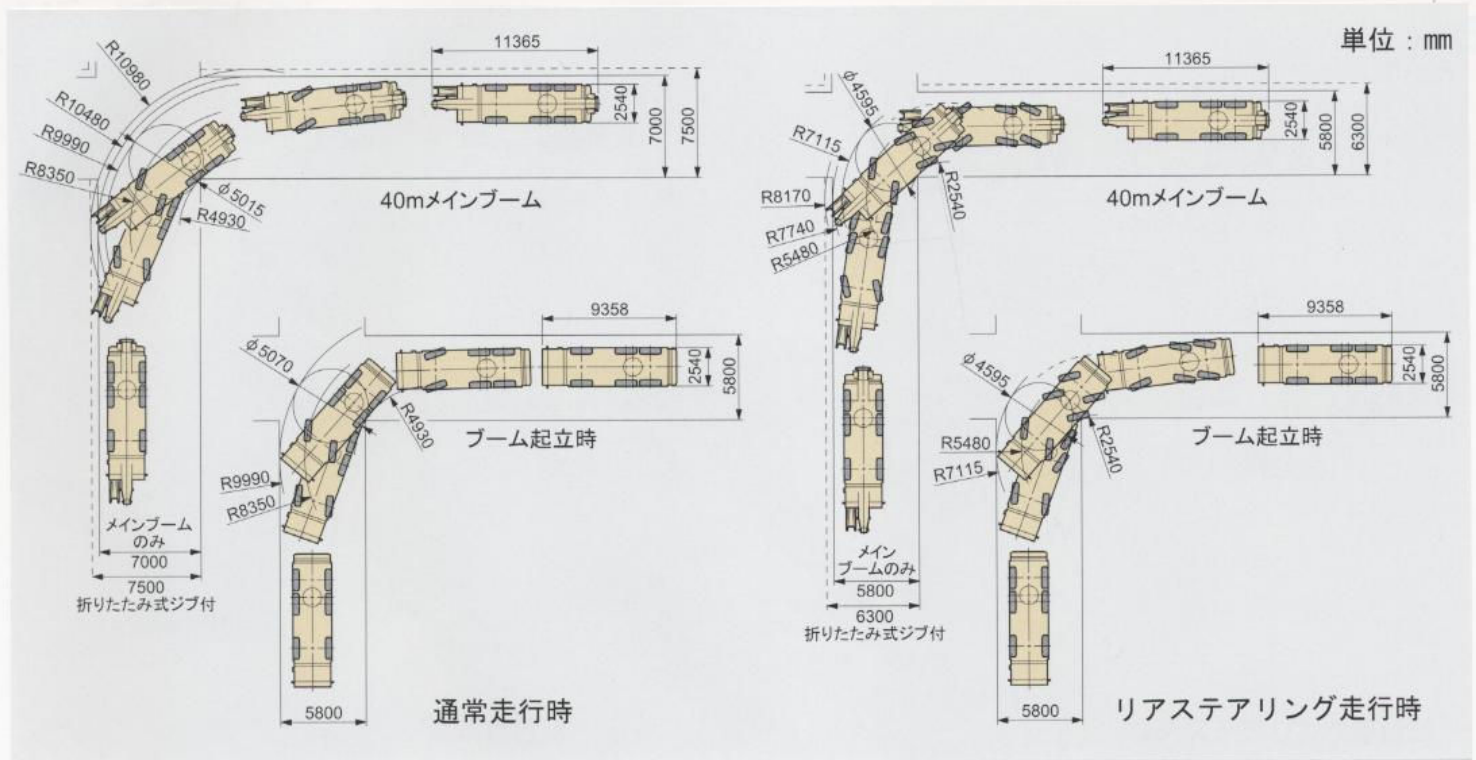 単位：mm
11365
R10980
R10480
R9990
R8350
φ5015
R4930
2540
7000
7500
40mメインブーム
メインブーム
のみ
7000
7500
折りたたみ式ジブ付
9358
φ5070
R4930
2540
5800
ブーム起立時
R9990
R8350
5800
通常走行時
11365
φ4595
R7115
R8170
R7740
R5480
R2540
2540
5800
6300
40mメインブーム
メイン
ブームのみ
5800
6300
折りたたみ式ジブ付
9358
φ4595
R5480
R7115
R2540
2540
5800
ブーム起立時
5800
リアステアリング走行時